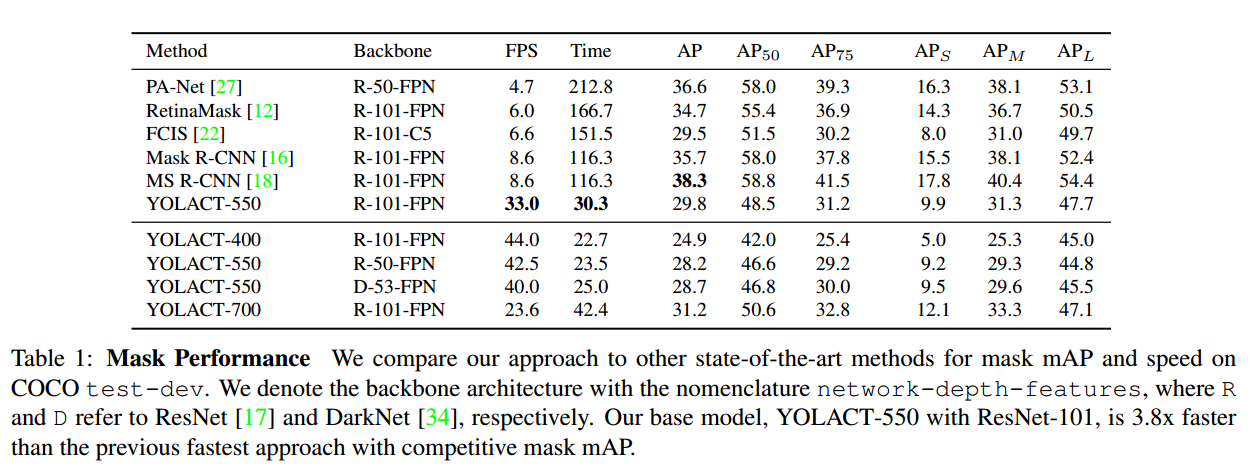 Method Backbone FPS Time AP AP50 AP75 APS APM APL
PA-Net [27] R-50-FPN 4.7 212.8 36.6 58.0 39.3 16.3 38.1 53.1
RetinaMask [12] R-101-FPN 6.0 166.7 34.7 55.4 36.9 14.3 36.7 50.5
FCIS [22] R-101-C5 6.6 151.5 29.5 51.5 30.2 8.0 31.0 49.7
Mask R-CNN [16] R-101-FPN 8.6 116.3 35.7 58.0 37.8 15.5 38.1 52.4
MS R-CNN [18] R-101-FPN 8.6 116.3 38.3 58.8 41.5 17.8 40.4 54.4
YOLACT-550 R-101-FPN 33.0 30.3 29.8 48.5 31.2 9.9 31.3 47.7
YOLACT-400 R-101-FPN 44.0 22.7 24.9 42.0 25.4 5.0 25.3 45.0
YOLACT-550 R-50-FPN 42.5 23.5 28.2 46.6 29.2 9.2 29.3 44.8
YOLACT-550 D-53-FPN 40.0 25.0 28.7 46.8 30.0 9.5 29.6 45.5
YOLACT-700 R-101-FPN 23.6 42.4 31.2 50.6 32.8 12.1 33.3 47.1
Table 1: Mask Performance We compare our approach to other state-of-the-art methods for mask mAP and speed on
COCO test-dev. We denote the backbone architecture with the nomenclature network-depth-features, where R
and D refer to ResNet [17] and DarkNet [34], respectively. Our base model, YOLACT-550 with ResNet-101, is 3.8x faster
than the previous fastest approach with competitive mask mAP.